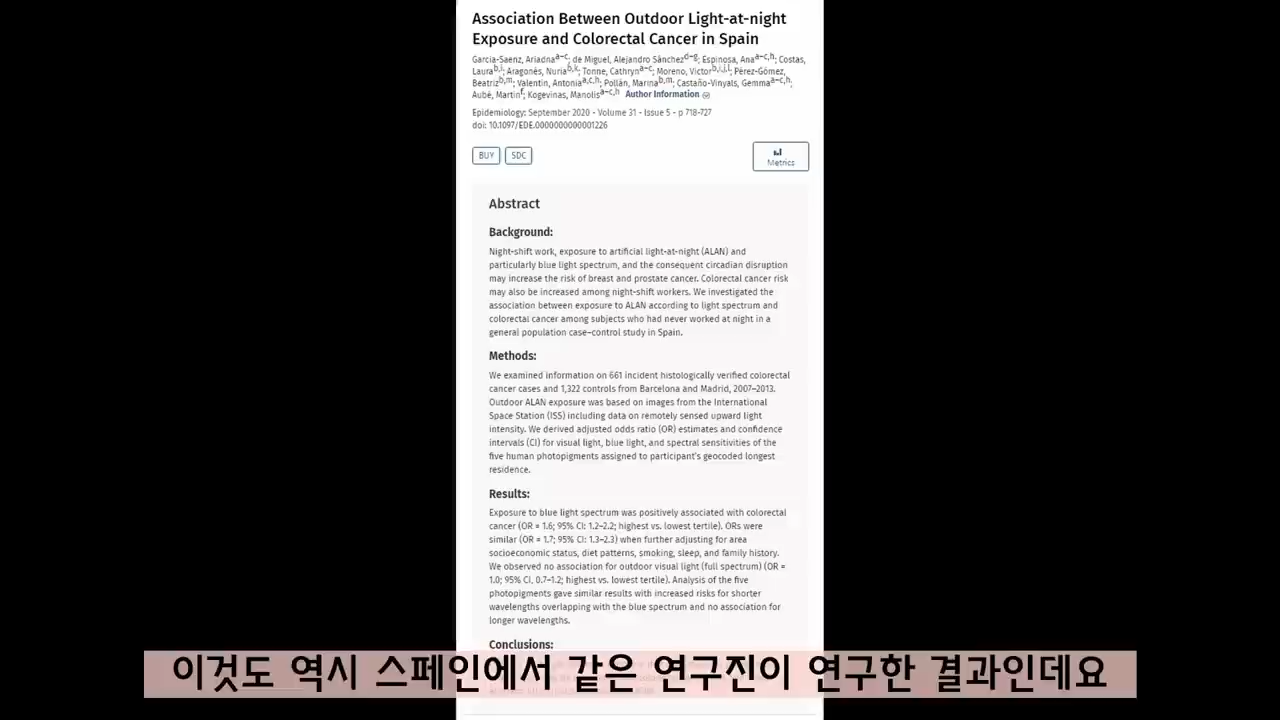 Association Between Outdoor Light-at-night
Exposure and Colorectal Cancer in Spain
Garcia-Saenz, Ariadnaa–c; de Miguel, Alejandro Sánchezd–g; Espinosa, Anaa–c,h; Costas,
Laurab,i; Aragonés, Nuriab,k; Tonne, Cathryna–c; Moreno, Victorb,i,j,l; Pérez-Gómez,
Beatrizb,m; Valentin, Antoniaa,c,h; Pollán, Marinab,m; Castaño-Vinyals, Gemmaa–c,h;
Aubé, Martinf; Kogevinas, Manolisa–c,h Author Information
Epidemiology: September 2020 - Volume 31 - Issue 5 - p 718-727
doi: 10.1097/EDE.0000000000001226
BUY SDC
Metrics
Abstract
Background:
Night-shift work, exposure to artificial light-at-night (ALAN) and
particularly blue light spectrum, and the consequent circadian disruption
may increase the risk of breast and prostate cancer. Colorectal cancer risk
may also be increased among night-shift workers. We investigated the
association between exposure to ALAN according to light spectrum and
colorectal cancer among subjects who had never worked at night in a
general population case–control study in Spain.
Methods:
We examined information on 661 incident histologically verified colorectal
cancer cases and 1,322 controls from Barcelona and Madrid, 2007–2013.
Outdoor ALAN exposure was based on images from the International
Space Station (ISS) including data on remotely sensed upward light
intensity. We derived adjusted odds ratio (OR) estimates and confidence
intervals (CI) for visual light, blue light, and spectral sensitivities of the
five human photopigments assigned to participant's geocoded longest
residence.
Results:
Exposure to blue light spectrum was positively associated with colorectal
cancer (OR = 1.6; 95% CI: 1.2–2.2; highest vs. lowest tertile). ORs were
similar (OR = 1.7; 95% CI: 1.3–2.3) when further adjusting for area
socioeconomic status, diet patterns, smoking, sleep, and family history.
We observed no association for outdoor visual light (full spectrum) (OR =
1.0; 95% CI, 0.7–1.2; highest vs. lowest tertile). Analysis of the five
photopigments gave similar results with increased risks for shorter
wavelengths overlapping with the blue spectrum and no association for
longer wavelengths.
Conclusions:
이것도 역시 스페인에서 같은 연구진이 연구한 결과인데요